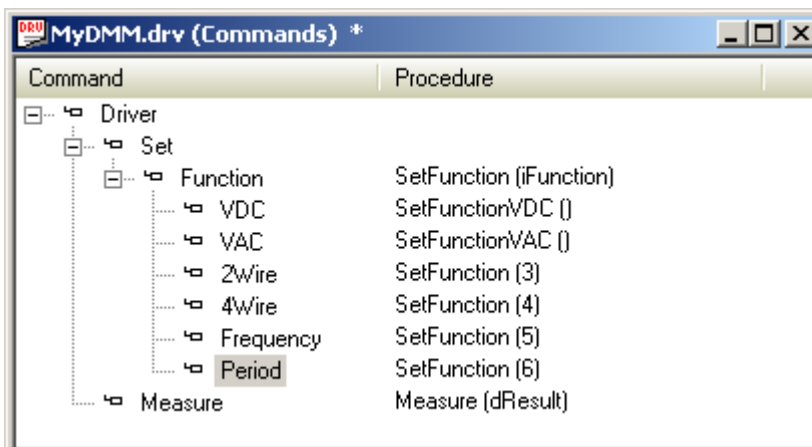 DRV MyDMM.drv (Commands) *
Command Procedure
Driver
Set
Function SetFunction (iFunction)
VDC SetFunctionVDC ()
VAC SetFunctionVAC ()
2Wire SetFunction (3)
4Wire SetFunction (4)
Frequency SetFunction (5)
Period SetFunction (6)
Measure Measure (dResult)